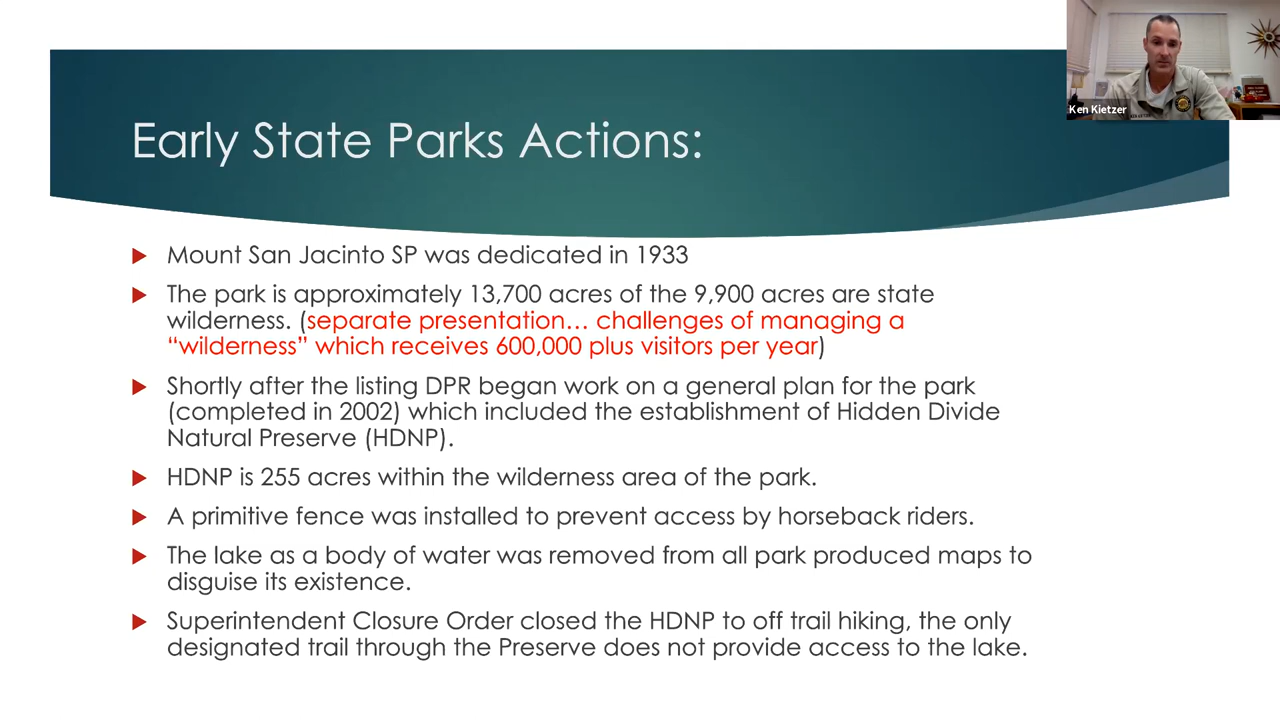 Ken Kietzer
Early State Parks Actions:
Mount San Jacinto SP was dedicated in 1933
The park is approximately 13,700 acres of the 9,900 acres are state
wilderness. (separate presentation… challenges of managing a
“wilderness” which receives 600,000 plus visitors per year)
Shortly after the listing DPR began work on a general plan for the park
(completed in 2002) which included the establishment of Hidden Divide
Natural Preserve (HDNP).
HDNP is 255 acres within the wilderness area of the park.
A primitive fence was installed to prevent access by horseback riders.
The lake as a body of water was removed from all park produced maps to
disguise its existence.
Superintendent Closure Order closed the HDNP to off trail hiking, the only
designated trail through the Preserve does not provide access to the lake.